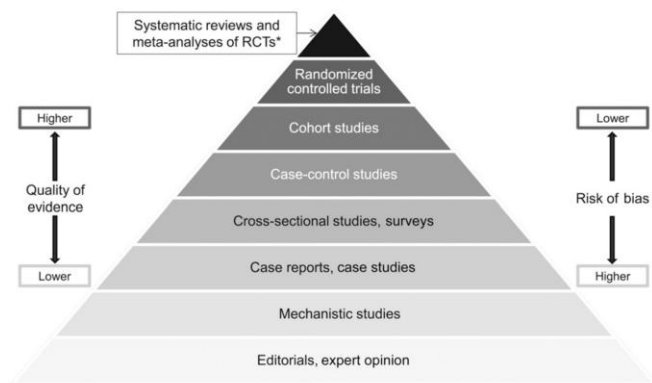 Systematic reviews and
meta-analyses of RCTs*
Randomized
controlled trials
Higher
Lower
Cohort studies
Case-control studies
Quality of
evidence
Risk of bias
Cross-sectional studies, surveys
Lower
Higher
Case reports, case studies
Mechanistic studies
Editorials, expert opinion